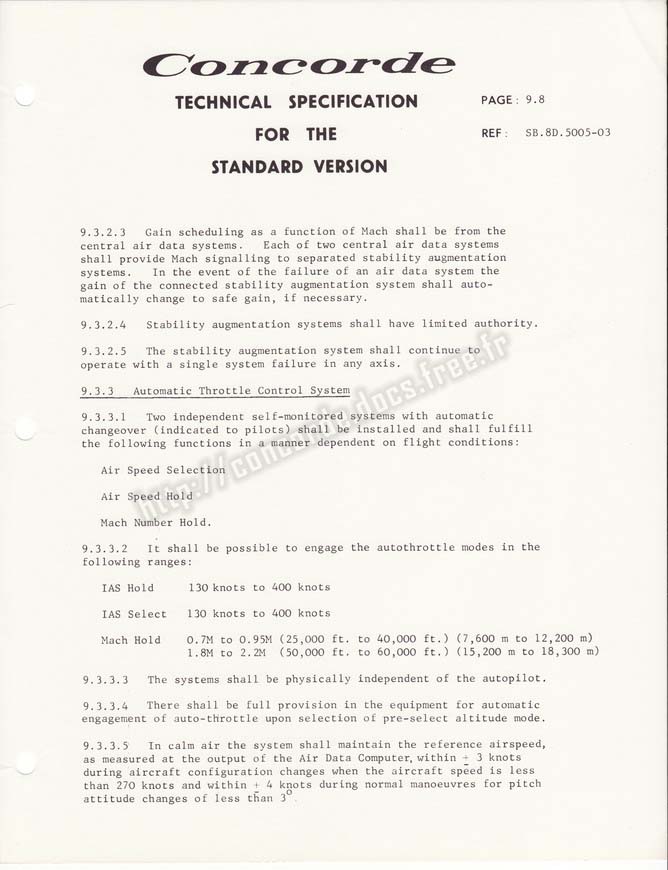 Concorde
TECHNICAL SPECIFICATION
PAGE: 9.8
FOR THE
REF: SB.8D.5005-03
STANDARD VERSION
9.3.2.3 Gain scheduling as a function of Mach shall be from the
central air data systems. Each of two central air data systems
shall provide Mach signalling to separated stability augmentation
systems. In the event of the failure of an air data system the
gain of the connected stability augmentation system shall auto-
matically change to safe gain, if necessary.
9.3.2.4 Stability augmentation systems shall have limited authority.
9.3.2.5 The stability augmentation system shall continue to
operate with a single system failure in any axis.
9.3.3 Automatic Throttle Control System
9.3.3.1 Two independent self-monitored systems with automatic
changeover (indicated to pilots) shall be installed and shall fulfill
the following functions in a manner dependent on flight conditions:
Air Speed Selection
Air Speed Hold
Mach Number Hold.
http://concorde.docs.free.fr
9.3.3.2 It shall be possible to engage the autothrottle modes in the
following ranges:
IAS Hold 130 knots to 400 knots
IAS Select 130 knots to 400 knots
Mach Hold 0.7M to 0.95M (25,000 ft. to 40,000 ft.) (7,600 m to 12,200 m)
1.8M to 2.2M (50,000 ft. to 60,000 ft.) (15,200 m to 18,300 m)
9.3.3.3 The systems shall be physically independent of the autopilot.
9.3.3.4 There shall be full provision in the equipment for automatic
engagement of auto-throttle upon selection of pre-select altitude mode.
9.3.3.5 In calm air the system shall maintain the reference airspeed,
as measured at the output of the Air Data Computer, within ± 3 knots
during aircraft configuration changes when the aircraft speed is less
than 270 knots and within ± 4 knots during normal manoeuvres for pitch
attitude changes of less than 3°.